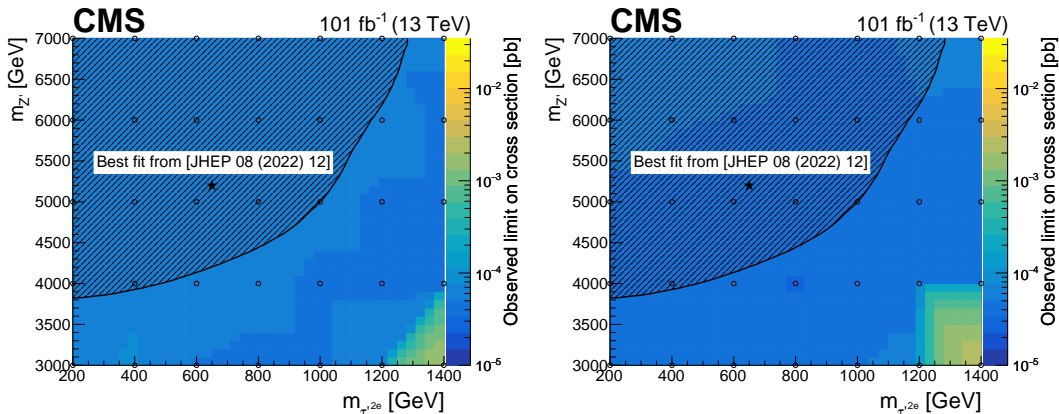 CMS 101 fb⁻¹ (13 TeV)
m_Z' [GeV]
7000
6500
6000
5500
5000
4500
4000
3500
3000
Best fit from [JHEP 08 (2022) 12]
200 400 600 800 1000 1200 1400
m_τ'²ᵉ [GeV]
10⁻²
10⁻³
10⁻⁴
10⁻⁵
Observed limit on cross section [pb]
CMS 101 fb⁻¹ (13 TeV)
m_Z' [GeV]
7000
6500
6000
5500
5000
4500
4000
3500
3000
Best fit from [JHEP 08 (2022) 12]
200 400 600 800 1000 1200 1400
m_τ'²ᵉ [GeV]
10⁻²
10⁻³
10⁻⁴
10⁻⁵
Observed limit on cross section [pb]